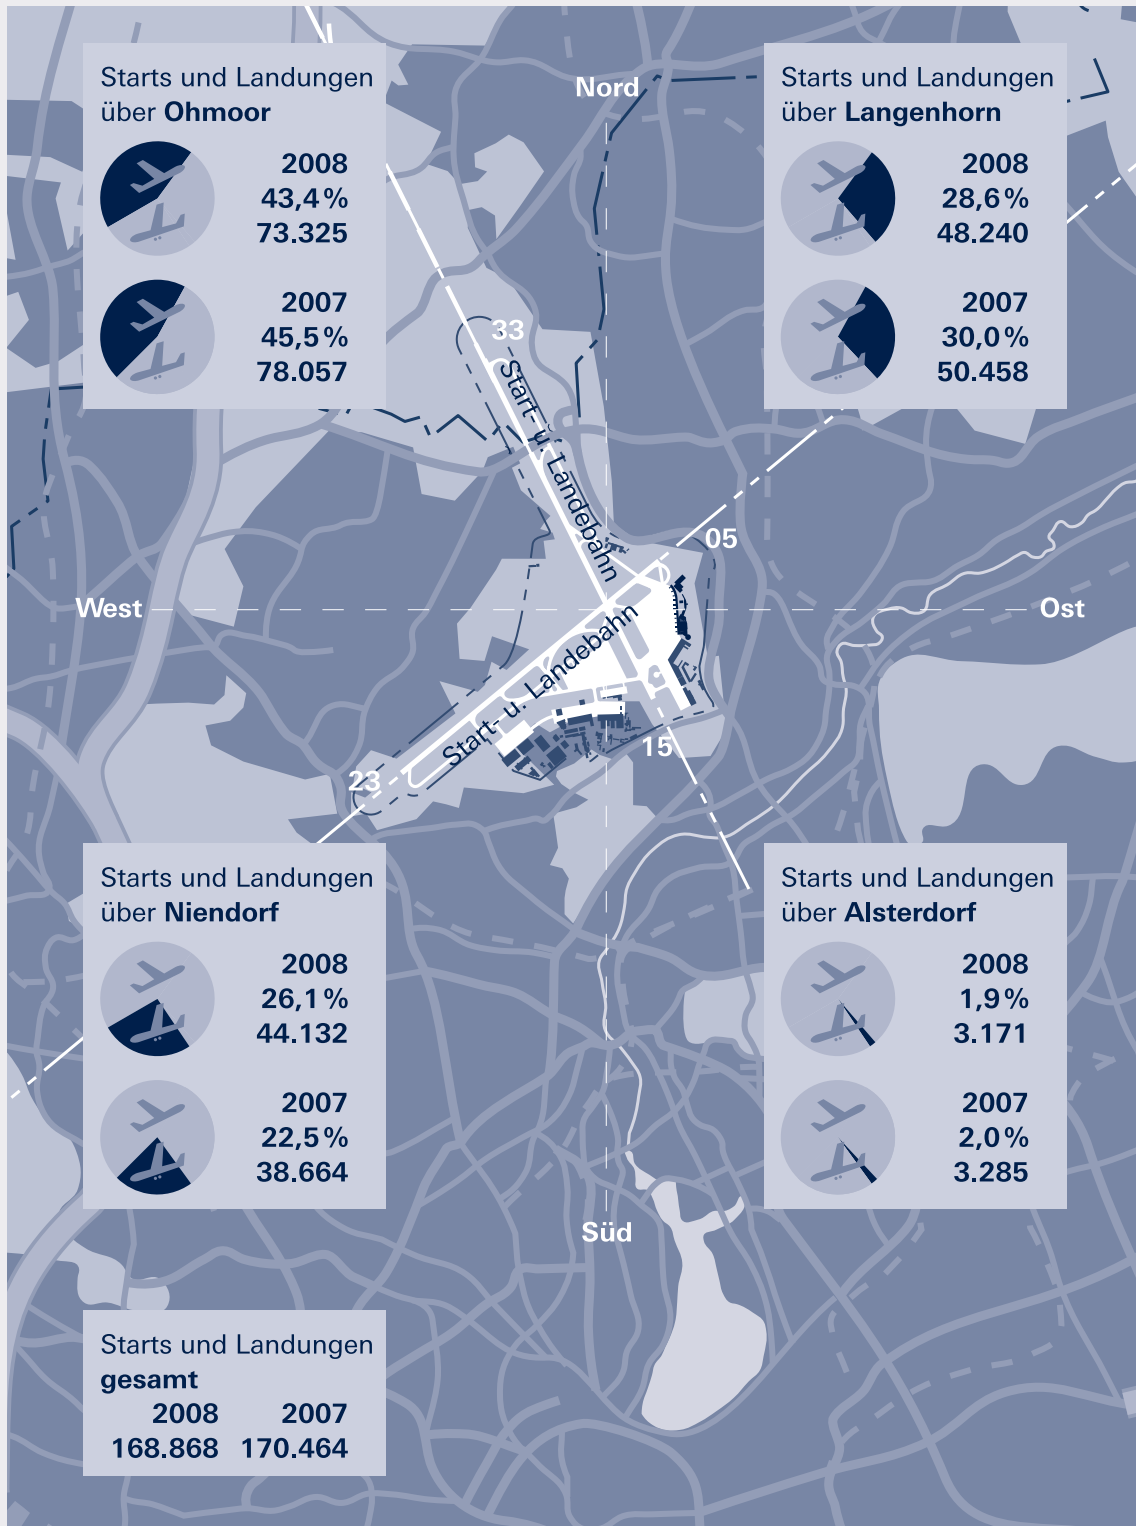 Starts und Landungen
über Ohmoor
2008
43,4 %
73.325
2007
45,5 %
78.057
Nord
Starts und Landungen
über Langenhorn
2008
28,6 %
48.240
2007
30,0 %
50.458
33
Start- u. Landebahn
05
West
Ost
Start- u. Landebahn
15
23
Starts und Landungen
über Niendorf
2008
26,1 %
44.132
2007
22,5 %
38.664
Starts und Landungen
über Alsterdorf
2008
1,9 %
3.171
2007
2,0 %
3.285
Süd
Starts und Landungen
gesamt
2008 2007
168.868 170.464